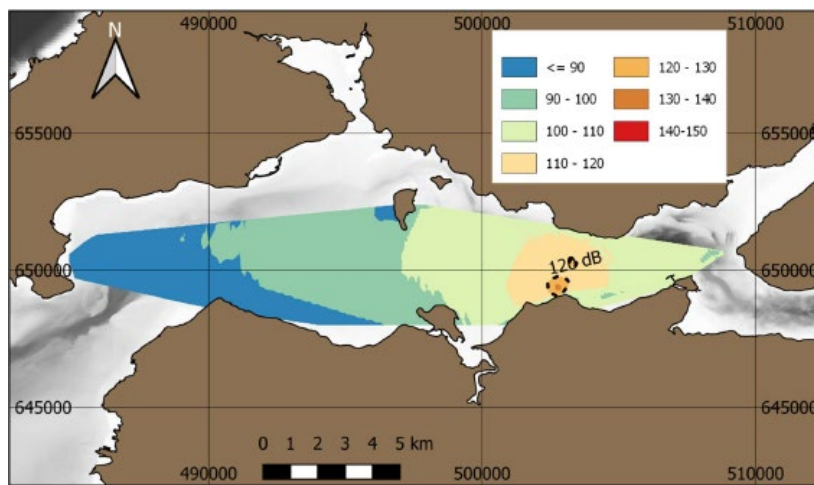 490000 500000 510000
N
<= 90 120 - 130
90 - 100 130 - 140
100 - 110 140-150
110 - 120
655000 655000
650000 650000
120 dB
645000 645000
0 1 2 3 4 5 km
490000 500000 510000